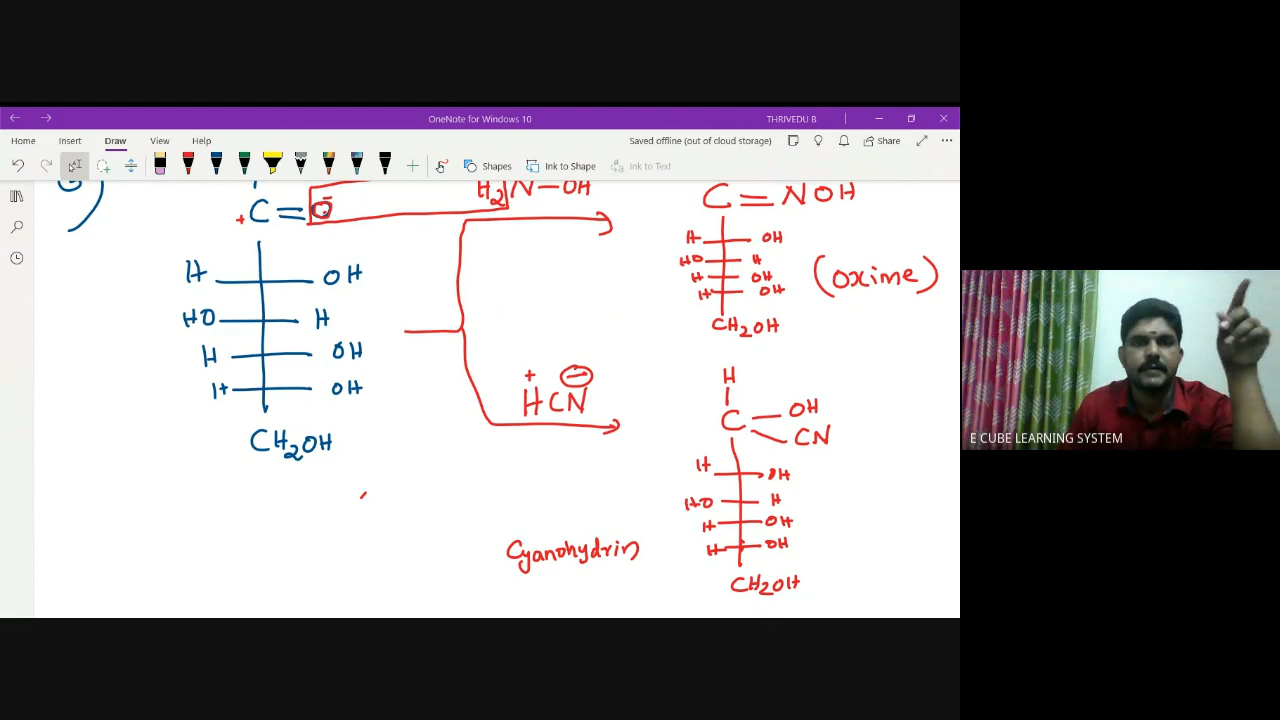 OneNote for Windows 10
THRIVEDU B
Home Insert Draw View Help
Saved offline (out of cloud storage)
Share
Shapes
Ink to Shape
Ink to Text
H2N-OH
+C=O-
H OH
HO H
H OH
H OH
CH2OH
C=NOH
H OH
HO H
H OH
H OH
CH2OH
(oxime)
+ -
HCN
H
C-OH
CN
H OH
HO H
H OH
H OH
CH2OH
Cyanohydrin
E CUBE LEARNING SYSTEM